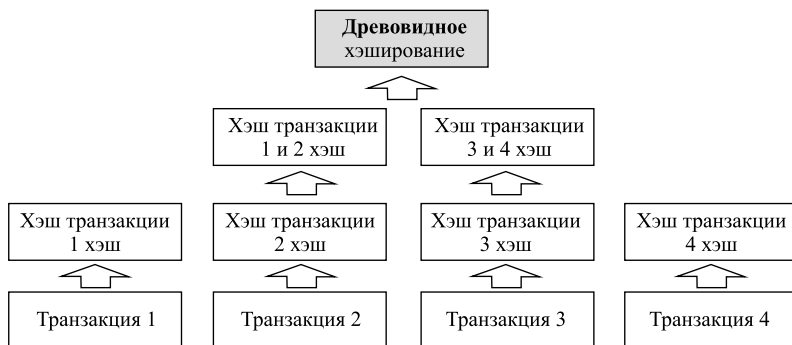 Древовидное
хэширование
Хэш транзакции
1 и 2 хэш
Хэш транзакции
3 и 4 хэш
Хэш транзакции
1 хэш
Хэш транзакции
2 хэш
Хэш транзакции
3 хэш
Хэш транзакции
4 хэш
Транзакция 1
Транзакция 2
Транзакция 3
Транзакция 4